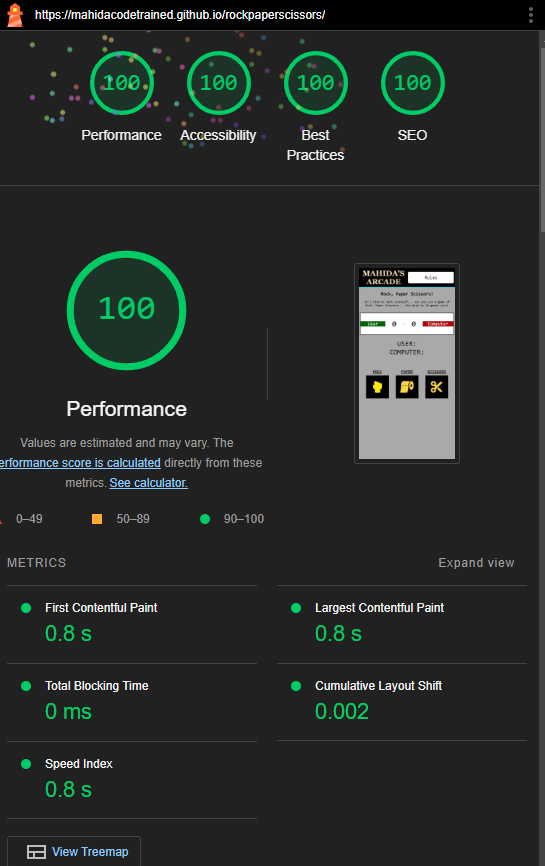 https://mahidacodetrained.github.io/rockpaperscissors/
100 100 100 100
Performance Accessibility Best Practices SEO
100
MAHIDA'S ARCADE
Rules
Rock, Paper Scissors!
User 0 - 0 Computer
USER:
COMPUTER:
ROCK PAPER SCISSORS
Performance
Values are estimated and may vary. The
erformance score is calculated directly from these
metrics. See calculator.
0–49 50–89 90–100
METRICS Expand view
First Contentful Paint Largest Contentful Paint
0.8 s 0.8 s
Total Blocking Time Cumulative Layout Shift
0 ms 0.002
Speed Index
0.8 s
View Treemap